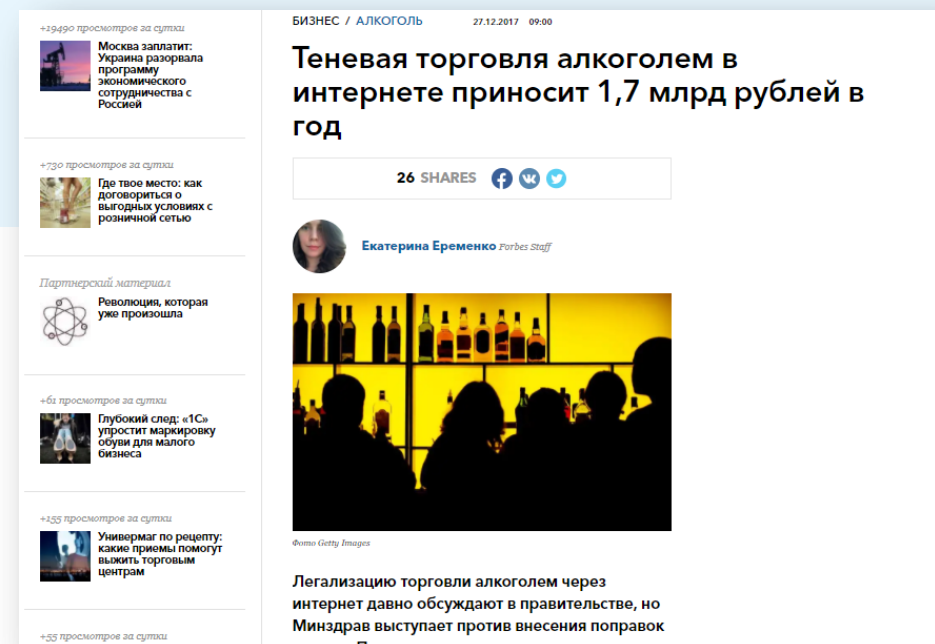 +19490 просмотров за сутки
Москва заплатит:
Украина разорвала
программу
экономического
сотрудничества с
Россией
+730 просмотров за сутки
Где твое место: как
договориться о
выгодных условиях с
розничной сетью
Партнерский материал
Революция, которая
уже произошла
+61 просмотров за сутки
Глубокий след: «1С»
упростит маркировку
обуви для малого
бизнеса
+155 просмотров за сутки
Универмаг по рецепту:
какие приемы помогут
выжить торговым
центрам
+55 просмотров за сутки
БИЗНЕС / АЛКОГОЛЬ 27.12.2017 09:00
Теневая торговля алкоголем в
интернете приносит 1,7 млрд рублей в
год
26 SHARES
Екатерина Еременко Forbes Staff
Фото Getty Images
Легализацию торговли алкоголем через
интернет давно обсуждают в правительстве, но
Минздрав выступает против внесения поправок